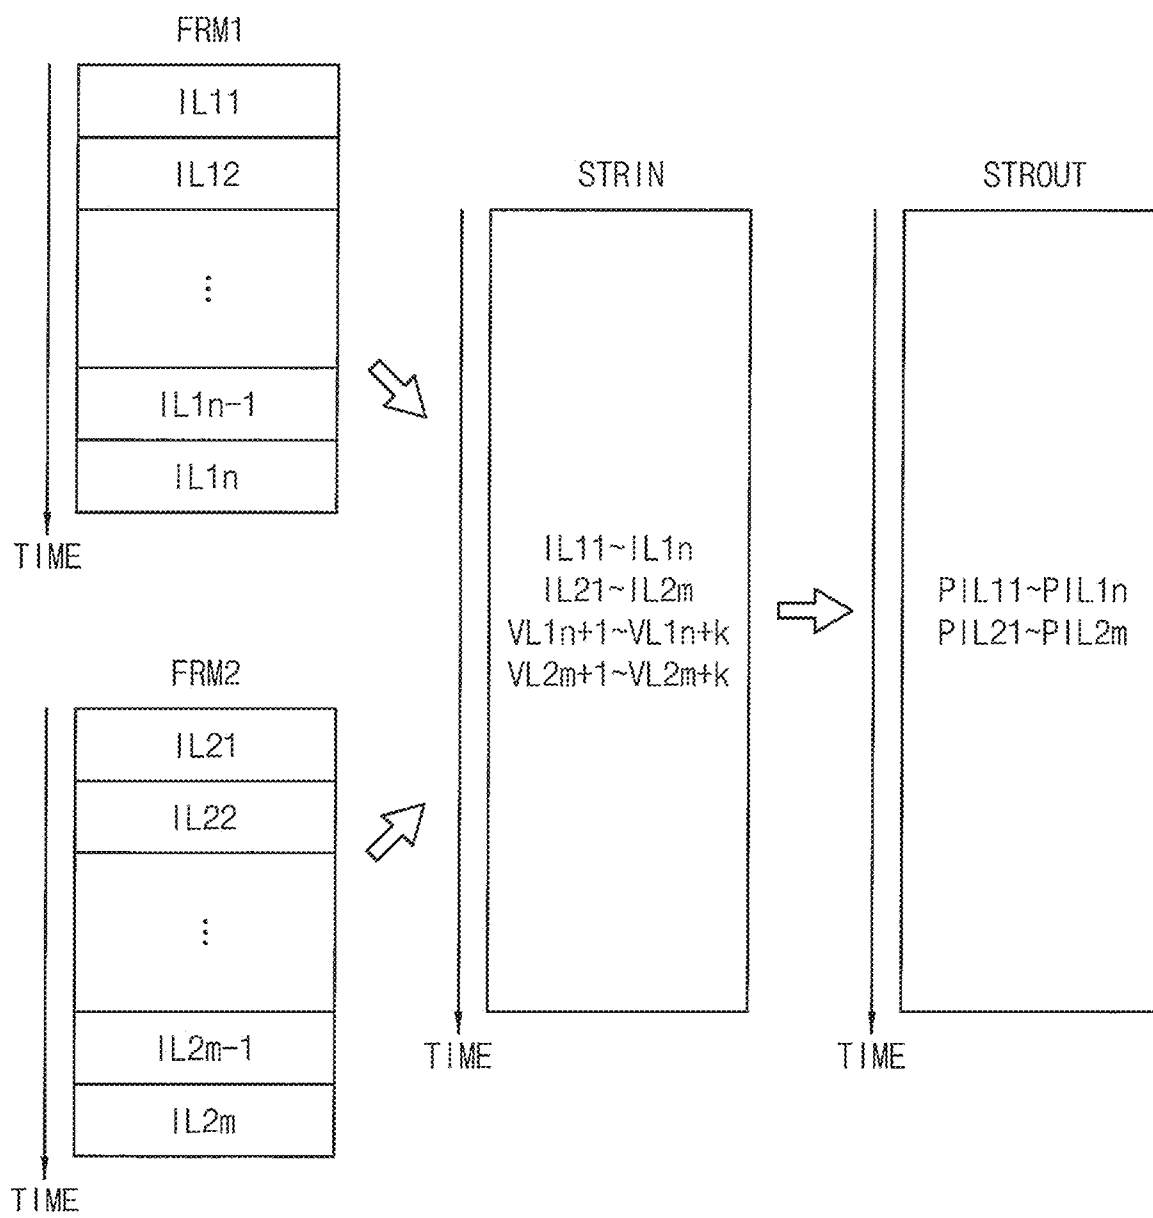 FRM1
IL11
IL12
⋮
IL1n-1
IL1n
TIME
FRM2
IL21
IL22
⋮
IL2m-1
IL2m
TIME
STRIN
IL11~IL1n
IL21~IL2m
VL1n+1~VL1n+k
VL2m+1~VL2m+k
TIME
STROUT
PIL11~PIL1n
PIL21~PIL2m
TIME